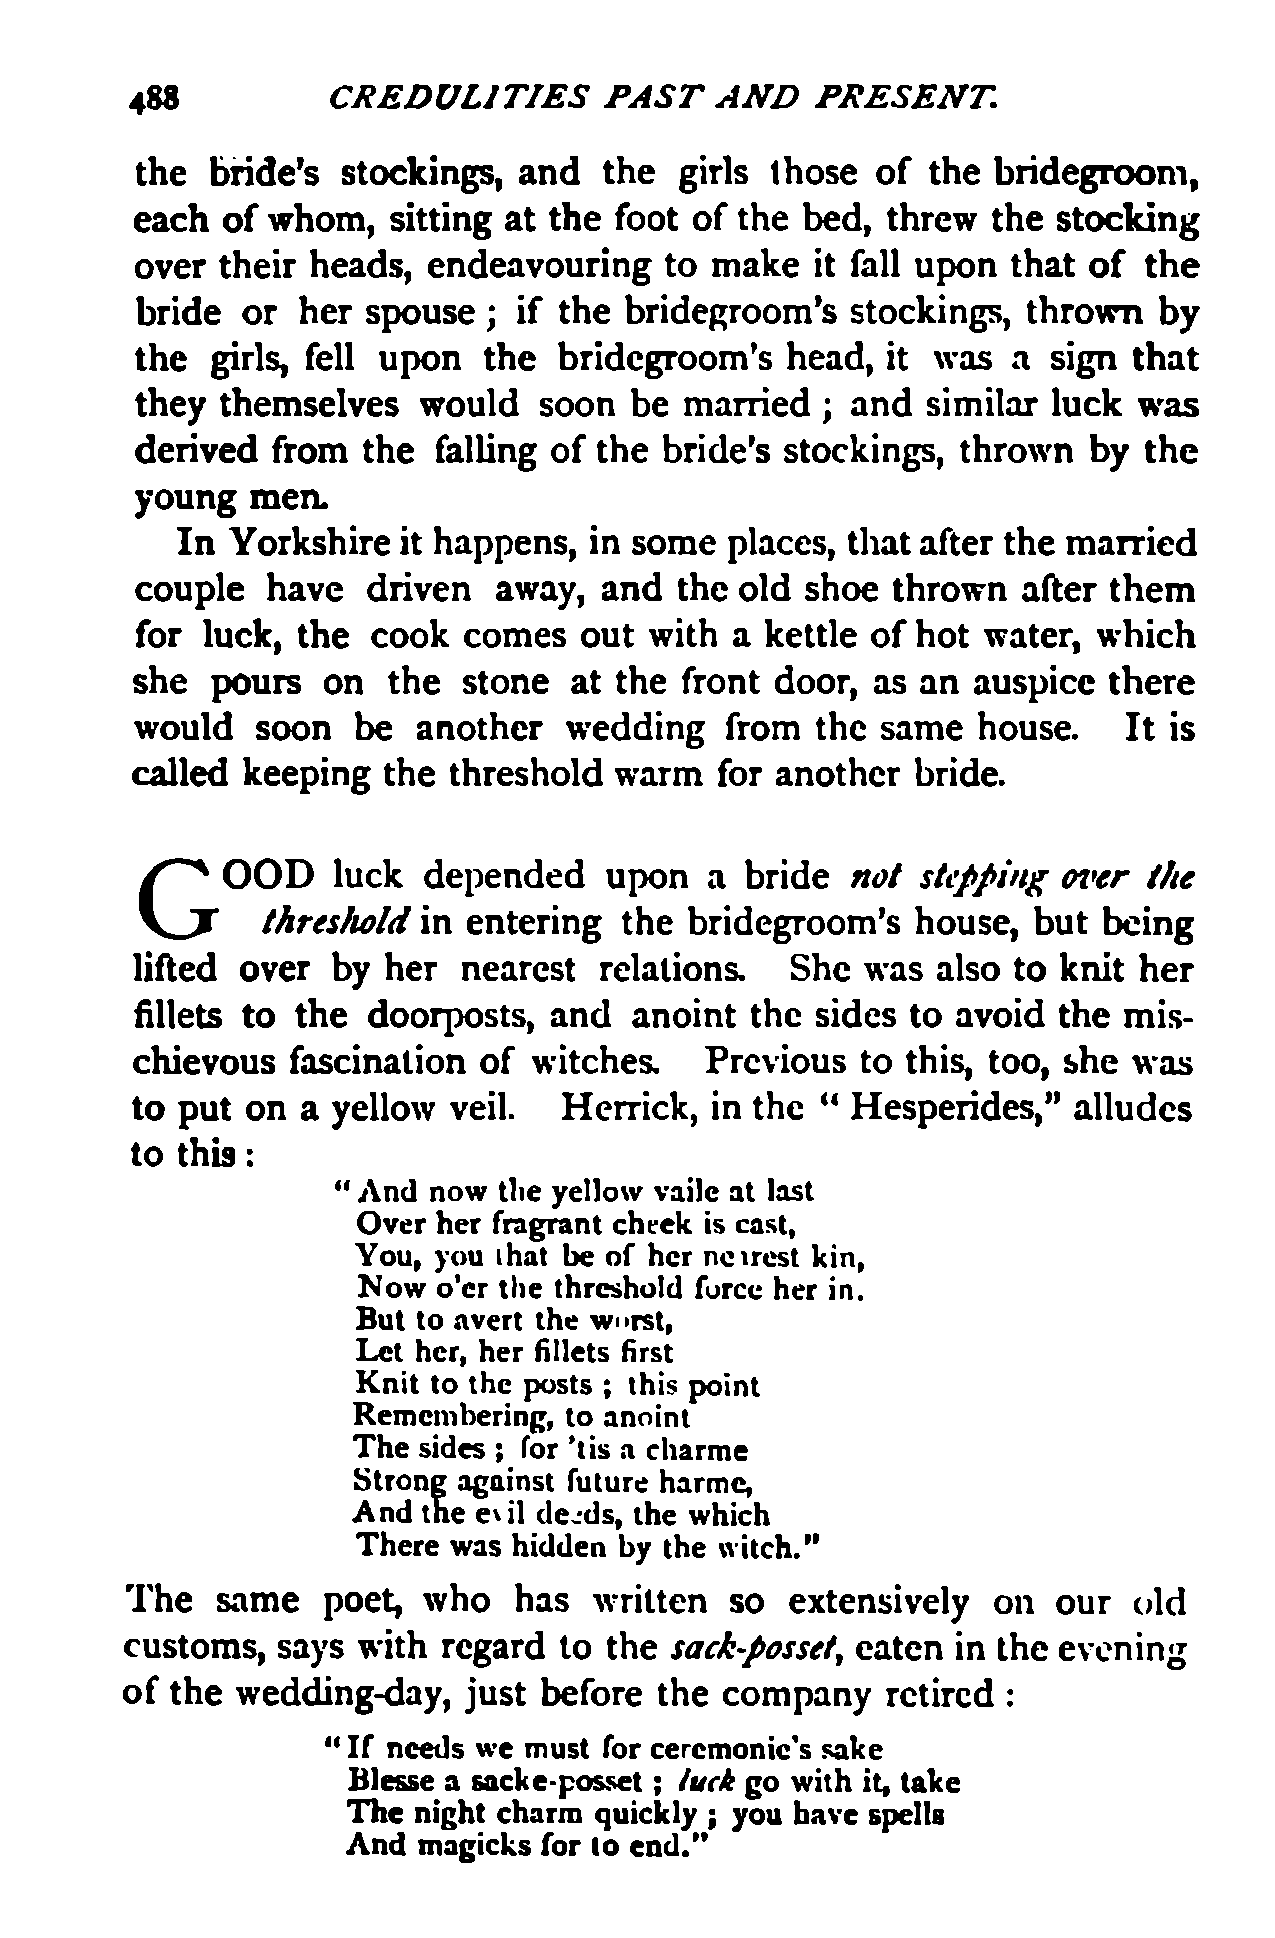 488 CREDULITIES PAST AND PRESENT.
the bride's stockings, and the girls those of the bridegroom,
each of whom, sitting at the foot of the bed, threw the stocking
over their heads, endeavouring to make it fall upon that of the
bride or her spouse ; if the bridegroom's stockings, thrown by
the girls, fell upon the bridegroom's head, it was a sign that
they themselves would soon be married ; and similar luck was
derived from the falling of the bride's stockings, thrown by the
young men.
In Yorkshire it happens, in some places, that after the married
couple have driven away, and the old shoe thrown after them
for luck, the cook comes out with a kettle of hot water, which
she pours on the stone at the front door, as an auspice there
would soon be another wedding from the same house. It is
called keeping the threshold warm for another bride.
GOOD luck depended upon a bride not stepping over the
threshold in entering the bridegroom's house, but being
lifted over by her nearest relations. She was also to knit her
fillets to the doorposts, and anoint the sides to avoid the mis-
chievous fascination of witches. Previous to this, too, she was
to put on a yellow veil. Herrick, in the " Hesperides," alludes
to this :
" And now the yellow vaile at last
Over her fragrant cheek is cast,
You, you that be of her nearest kin,
Now o'er the threshold force her in.
But to avert the worst,
Let her, her fillets first
Knit to the posts ; this point
Remembering, to anoint
The sides ; for 'tis a charme
Strong against future harme,
And the evil deeds, the which
There was hidden by the witch."
The same poet, who has written so extensively on our old
customs, says with regard to the sack-posset, eaten in the evening
of the wedding-day, just before the company retired :
" If needs we must for ceremonie's sake
Blesse a sacke-posset ; luck go with it, take
The night charm quickly ; you have spells
And magicks for to end."